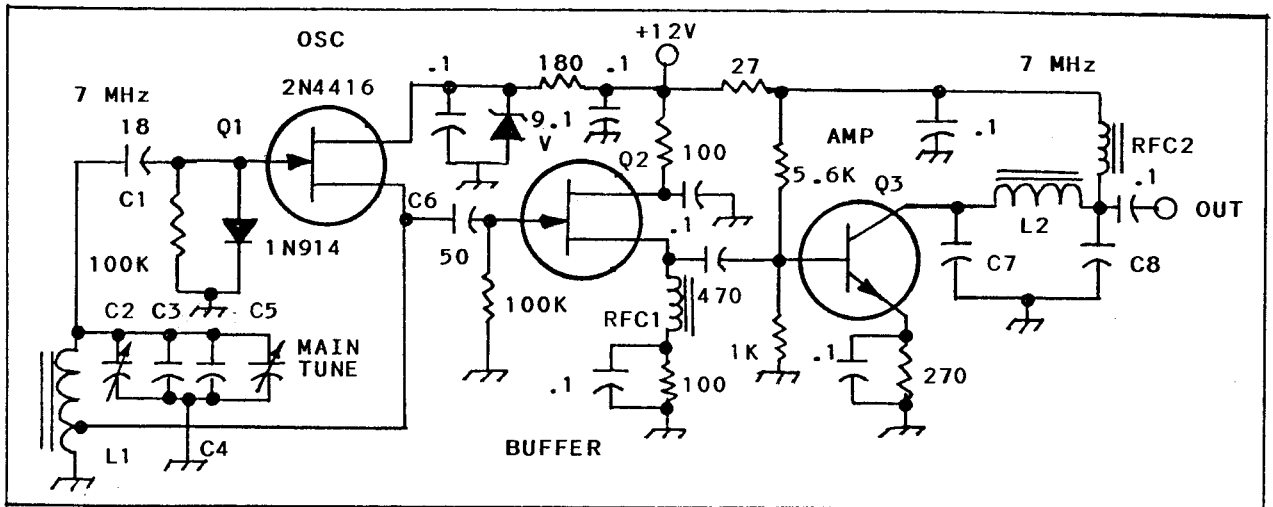 OSC
+12V
.1
180
.1
27
7 MHz
7 MHz
2N4416
18
Q1
9.1
V
AMP
.1
RFC2
C1
Q2
100
5.6K
Q3
.1
C6
OUT
1N914
50
.1
L2
100K
C7
C8
100K
470
RFC1
C2
C3
C5
MAIN
TUNE
1K
.1
.1
100
270
L1
C4
BUFFER